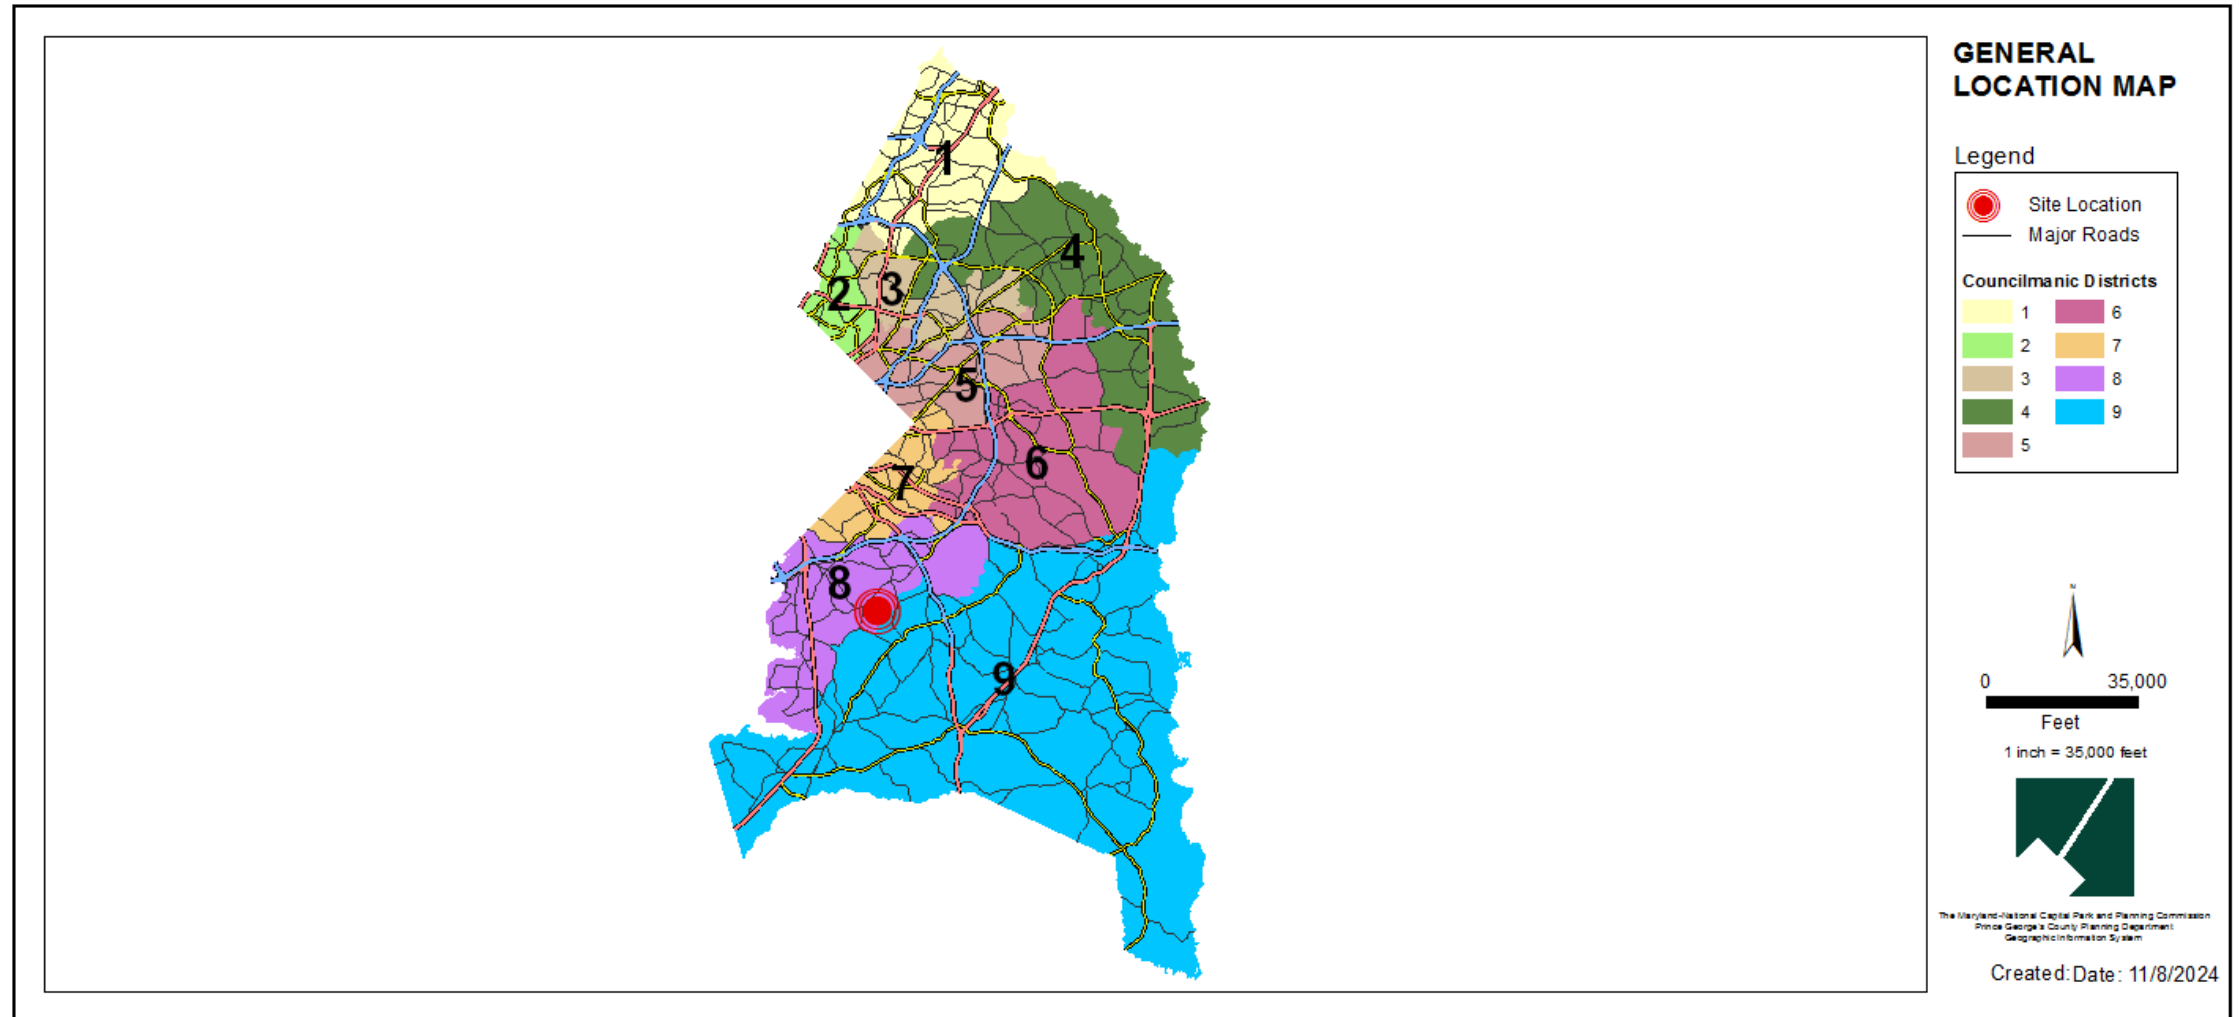 GENERAL
LOCATION MAP
Legend
Site Location
Major Roads
Councilmanic Districts
1 6
2 7
3 8
4 9
5
1
2
3
4
5
6
7
8
9
N
0 35,000
Feet
1 inch = 35,000 feet
The Maryland-National Capital Park and Planning Commission
Prince George's County Planning Department
Geographic Information System
Created: Date: 11/8/2024